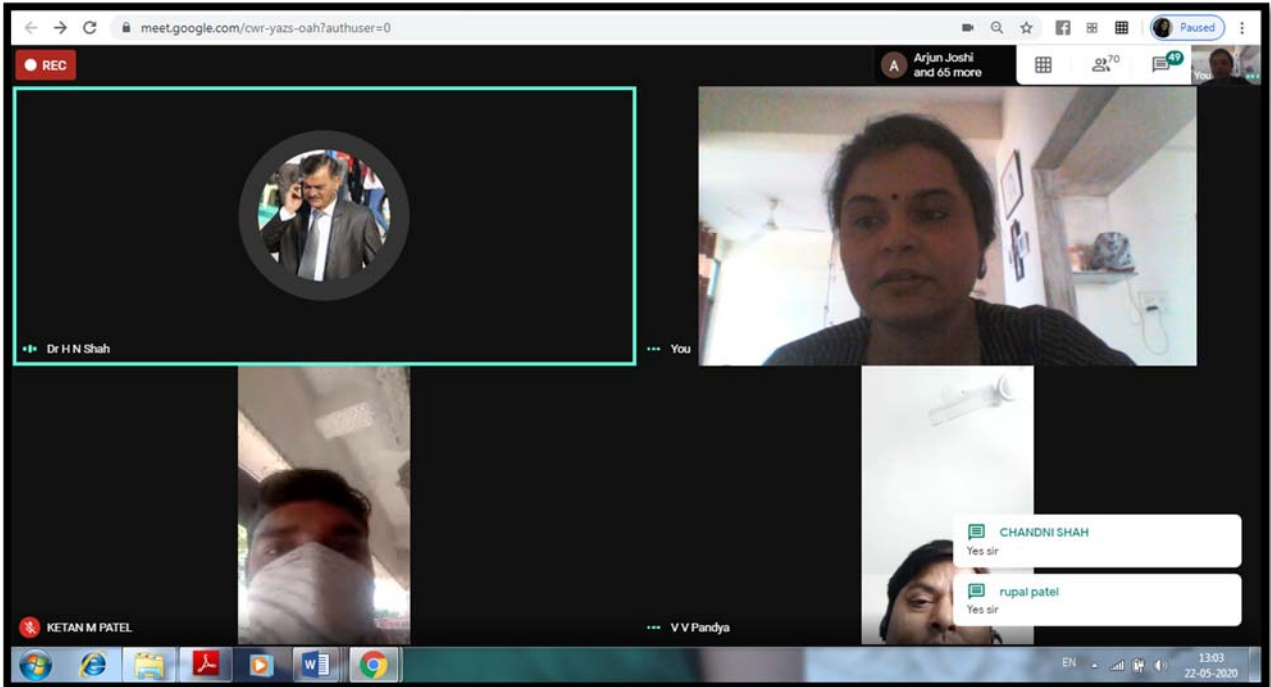 meet.google.com/cwr-yazs-oah?authuser=0
Paused
REC
A
Arjun Joshi
and 65 more
70
49
You
Dr H N Shah
You
KETAN M PATEL
V V Pandya
CHANDNI SHAH
Yes sir
rupal patel
Yes sir
EN
13:03
22-05-2020